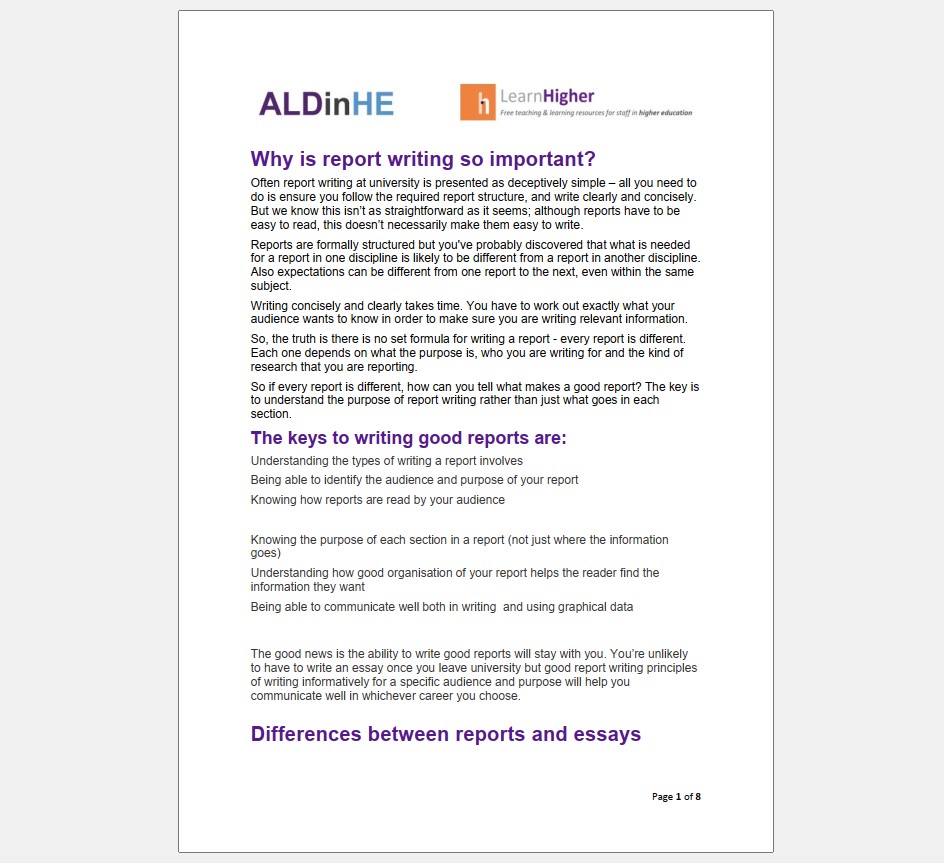 ALDinHE
h LearnHigher
Free teaching & learning resources for staff in higher education
Why is report writing so important?
Often report writing at university is presented as deceptively simple – all you need to
do is ensure you follow the required report structure, and write clearly and concisely.
But we know this isn’t as straightforward as it seems; although reports have to be
easy to read, this doesn’t necessarily make them easy to write.
Reports are formally structured but you've probably discovered that what is needed
for a report in one discipline is likely to be different from a report in another discipline.
Also expectations can be different from one report to the next, even within the same
subject.
Writing concisely and clearly takes time. You have to work out exactly what your
audience wants to know in order to make sure you are writing relevant information.
So, the truth is there is no set formula for writing a report - every report is different.
Each one depends on what the purpose is, who you are writing for and the kind of
research that you are reporting.
So if every report is different, how can you tell what makes a good report? The key is
to understand the purpose of report writing rather than just what goes in each
section.
The keys to writing good reports are:
Understanding the types of writing a report involves
Being able to identify the audience and purpose of your report
Knowing how reports are read by your audience
Knowing the purpose of each section in a report (not just where the information
goes)
Understanding how good organisation of your report helps the reader find the
information they want
Being able to communicate well both in writing  and using graphical data
The good news is the ability to write good reports will stay with you. You’re unlikely
to have to write an essay once you leave university but good report writing principles
of writing informatively for a specific audience and purpose will help you
communicate well in whichever career you choose.
Differences between reports and essays
Page 1 of 8